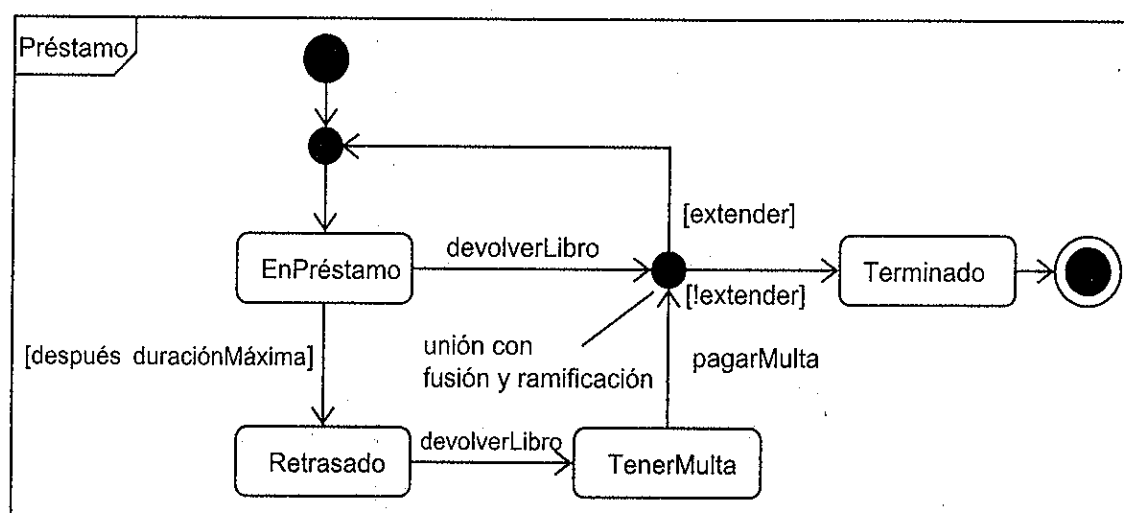 Préstamo
[extender]
devolverLibro
EnPréstamo
Terminado
[!extender]
[después duraciónMáxima]
unión con
fusión y ramificación
pagarMulta
devolverLibro
Retrasado
TenerMulta